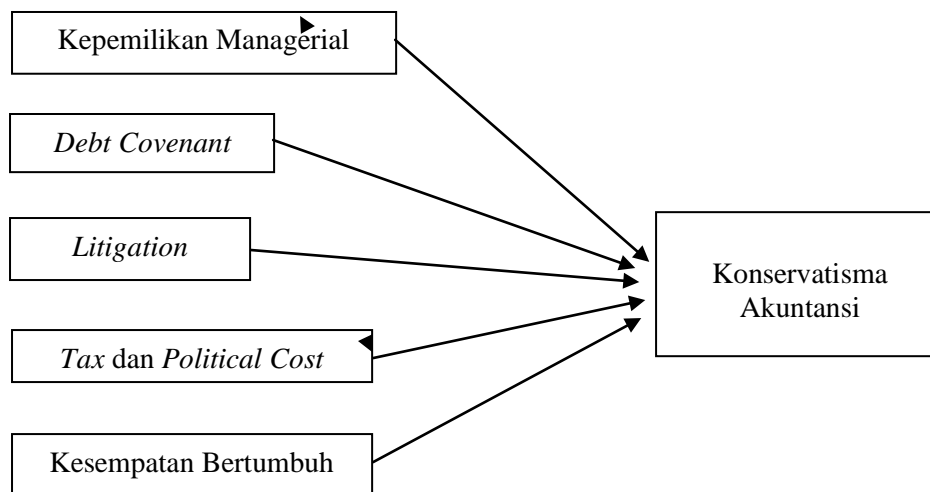 Kepemilikan Managerial
Debt Covenant
Litigation
Konservatisma
Akuntansi
Tax dan Political Cost
Kesempatan Bertumbuh